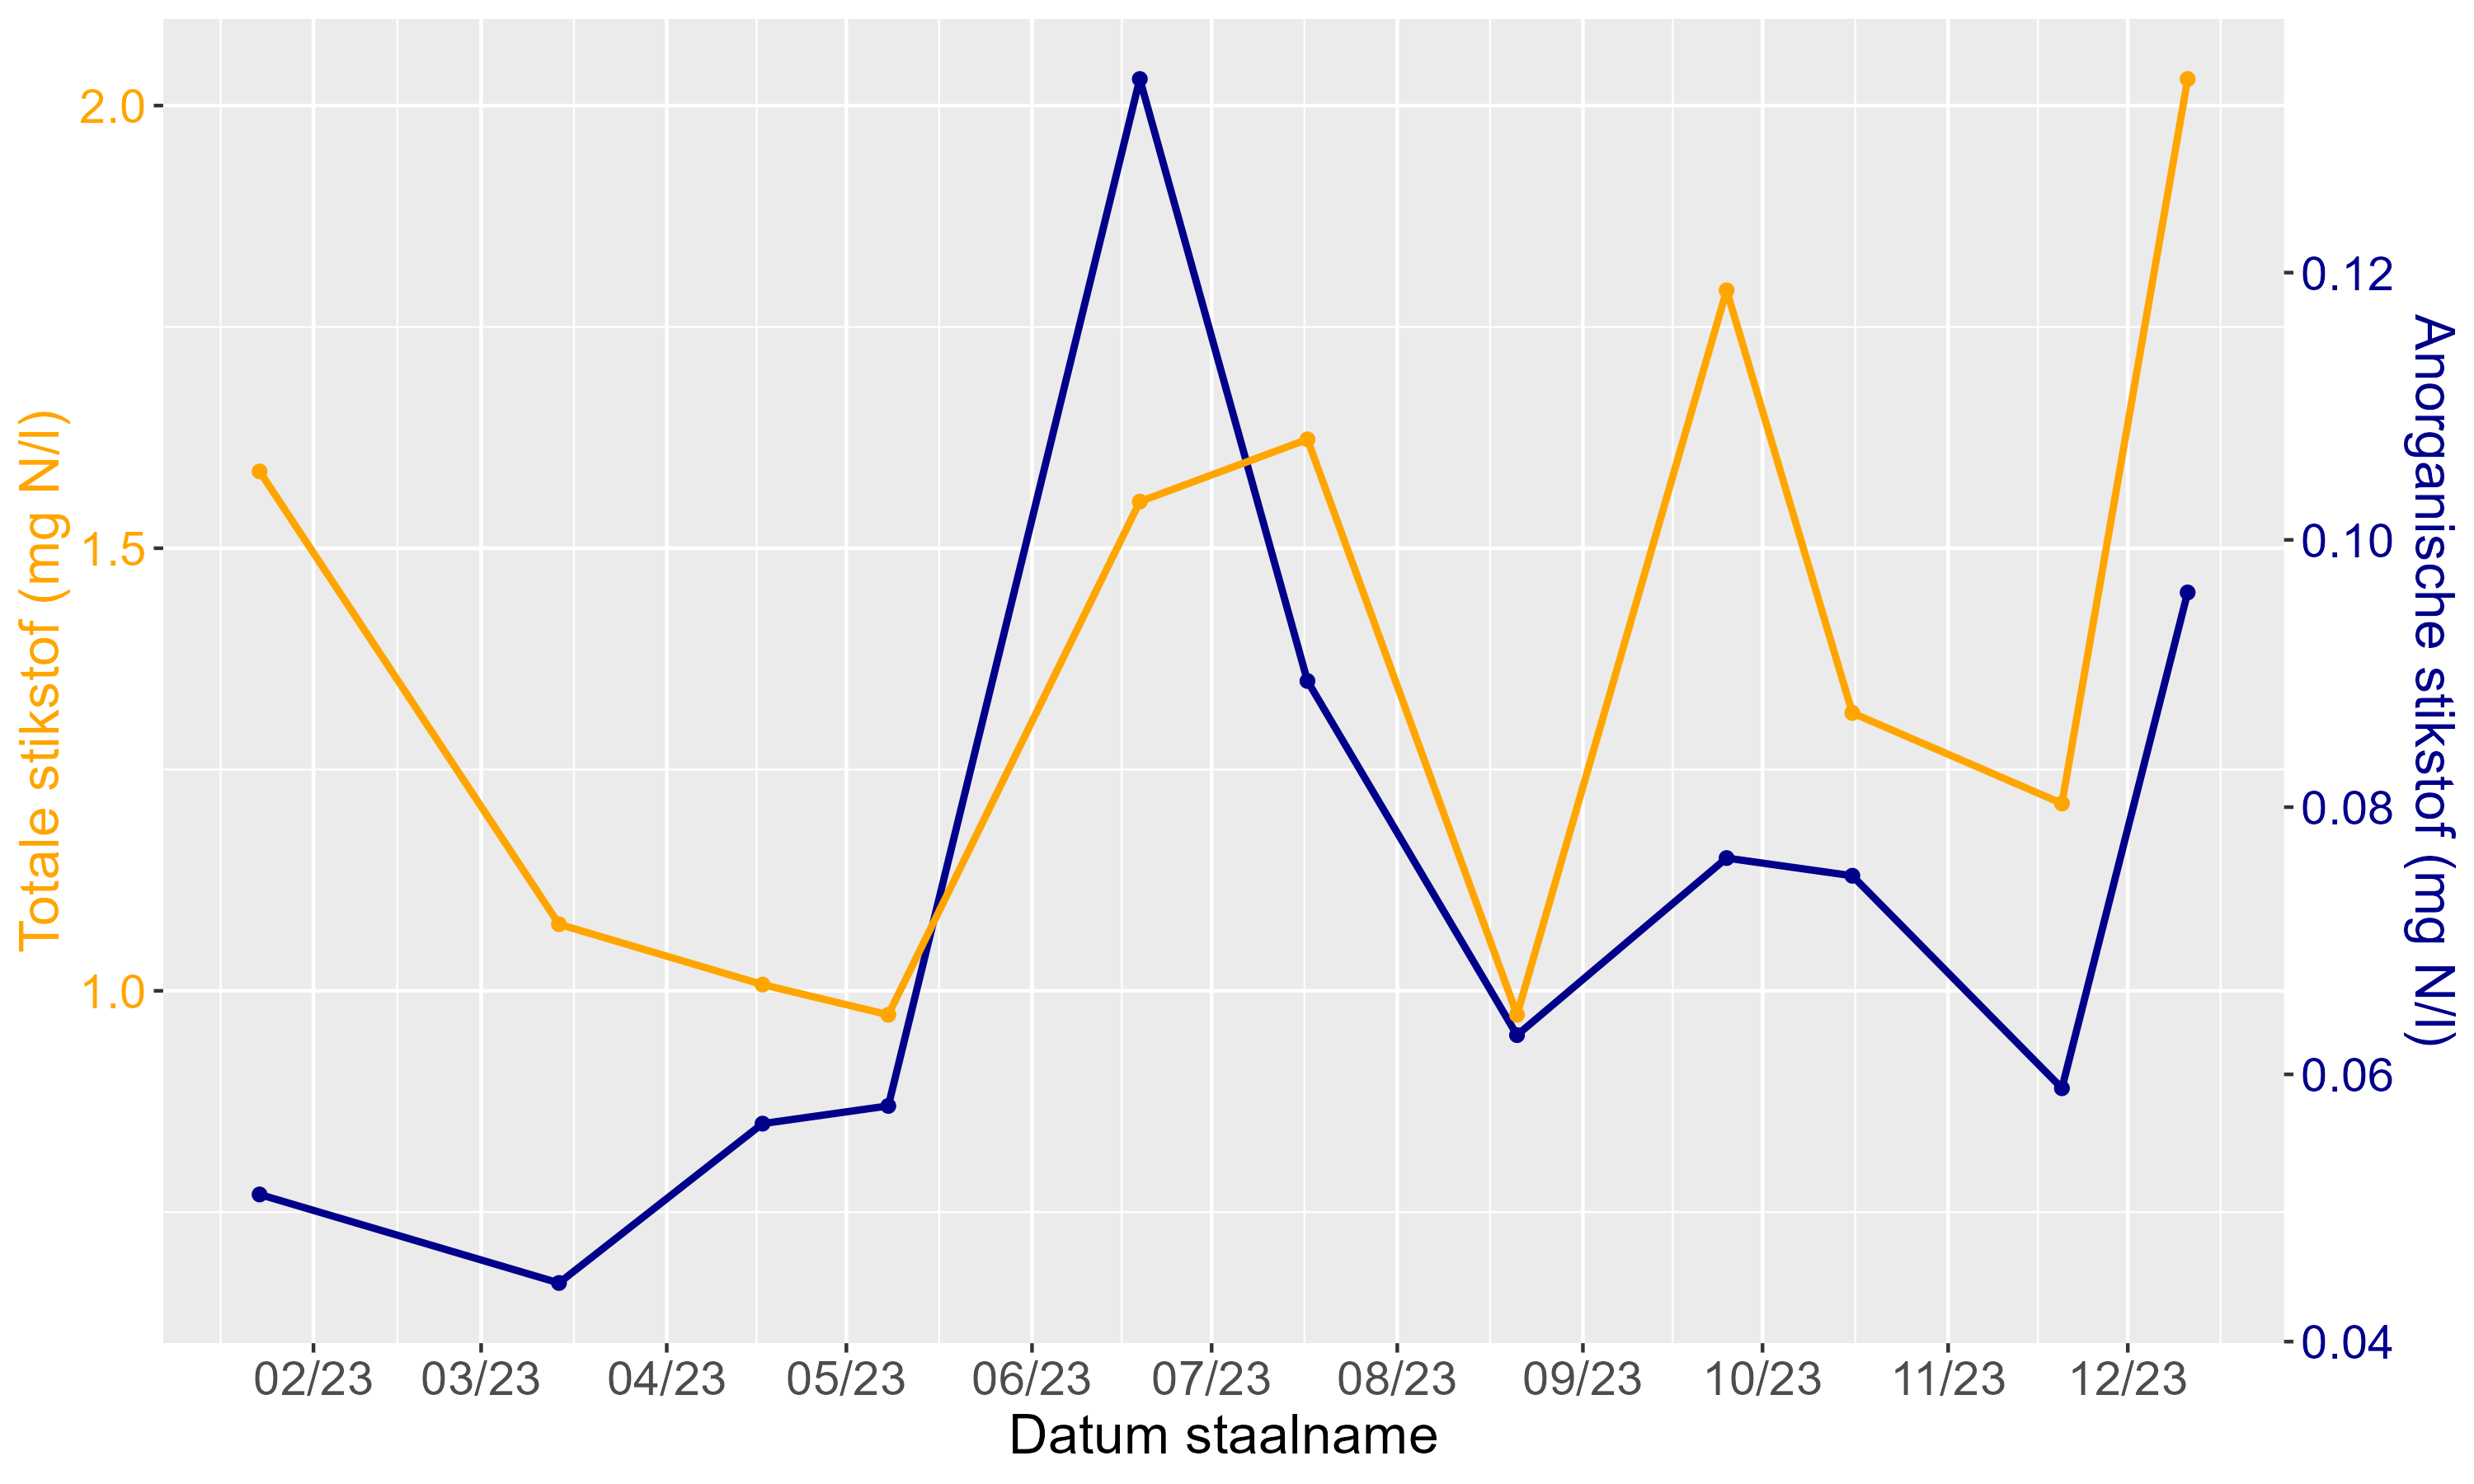 Totale stikstof (mg N/l)
2.0
1.5
1.0
0.12
0.10
0.08
0.06
0.04
Anorganische stikstof (mg N/l)
02/23 03/23 04/23 05/23 06/23 07/23 08/23 09/23 10/23 11/23 12/23
Datum staalname